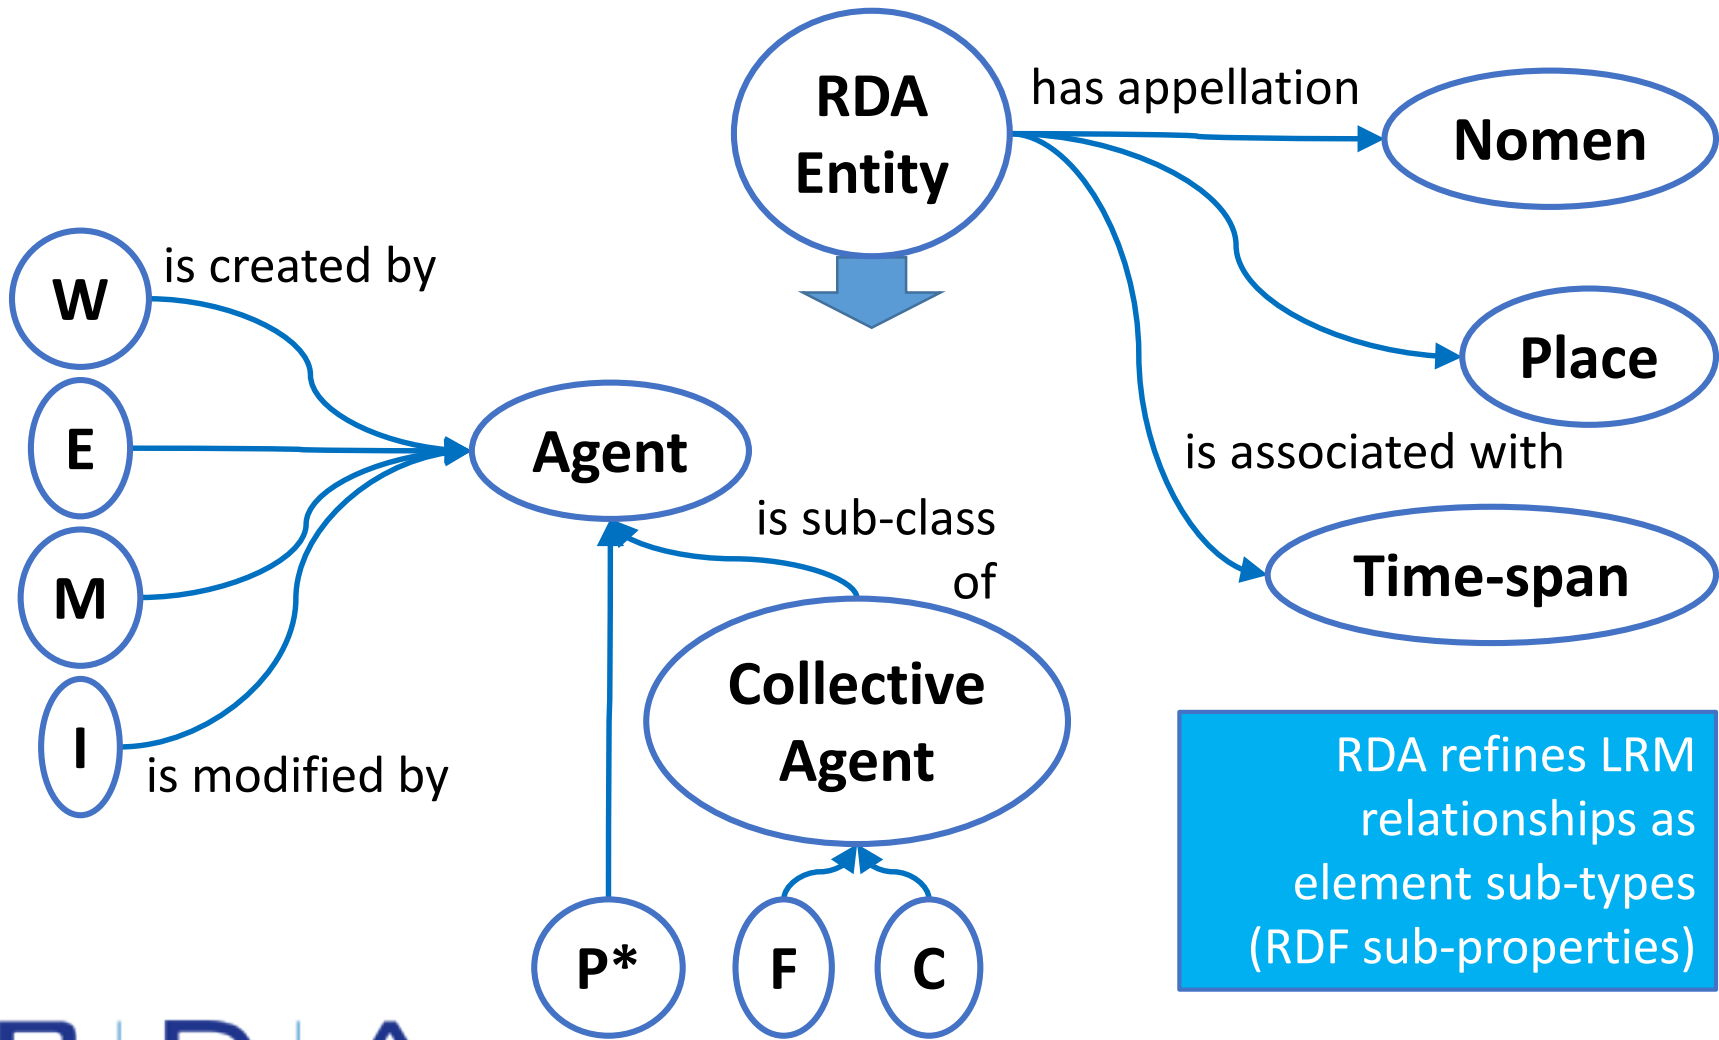 RDA
Entity
has appellation
Nomen
W
is created by
Place
E
Agent
is associated with
is sub-class
of
Time-span
M
Collective
Agent
I
is modified by
RDA refines LRM
relationships as
element sub-types
(RDF sub-properties)
P*
F
C
R D A